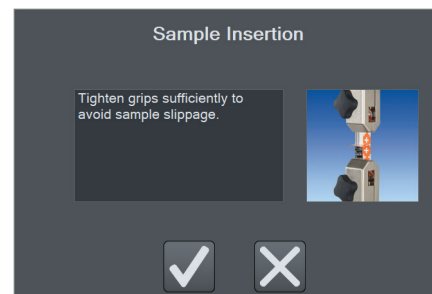 Sample Insertion
Tighten grips sufficiently to
avoid sample slippage.